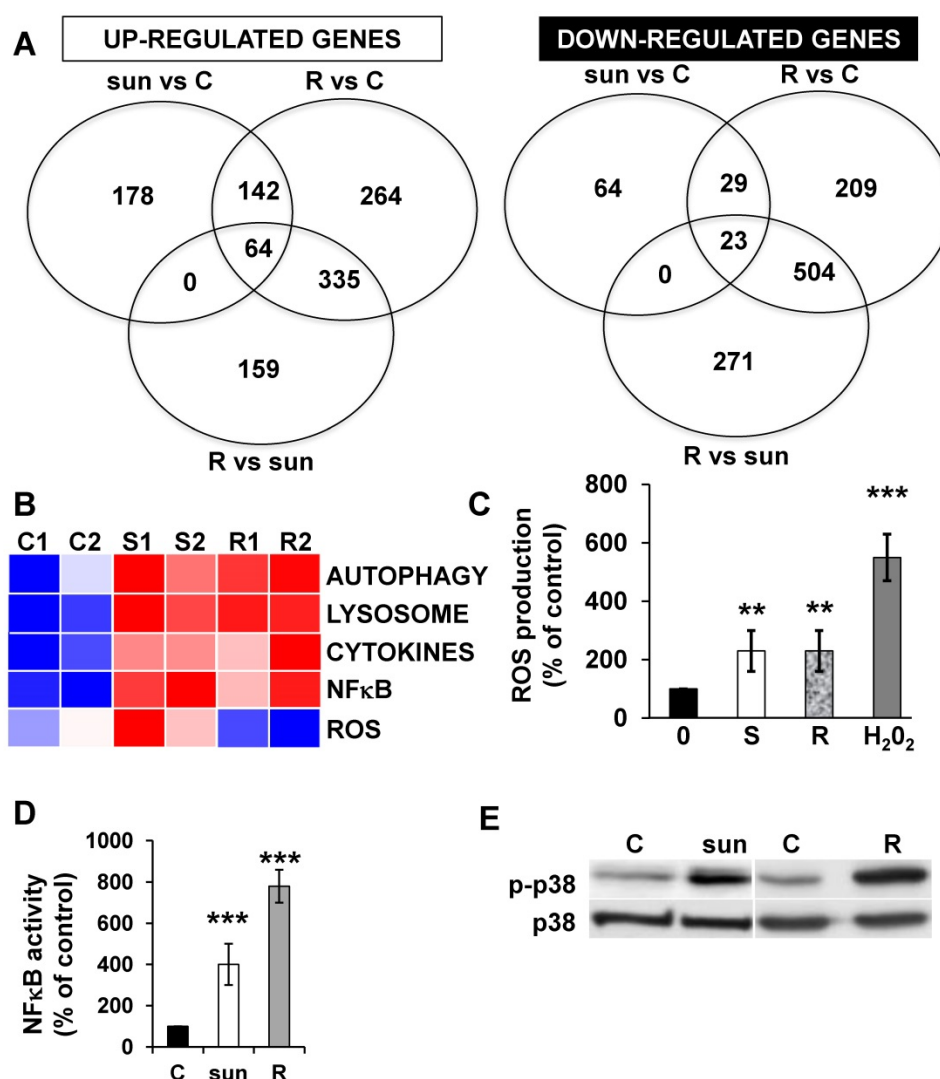 A
UP-REGULATED GENES
DOWN-REGULATED GENES
sun vs C
R vs C
sun vs C
R vs C
178
142
264
64
0
335
159
R vs sun
64
29
209
23
0
504
271
R vs sun
B
C1 C2 S1 S2 R1 R2
AUTOPHAGY
LYSOSOME
CYTOKINES
NFκB
ROS
C
ROS production
(% of control)
800
600
400
200
0
**
**
***
0 S R H₂0₂
D
NFκB activity
(% of control)
1000
800
600
400
200
0
***
***
C sun R
E
C sun C R
p-p38
p38